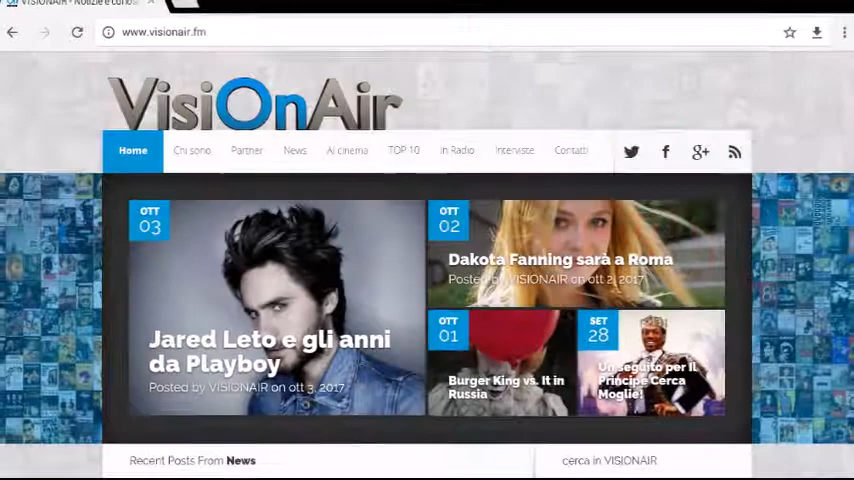 VISIONAIR - Notizie e curios
www.visionair.fm
VisiOnAir
Home Chi sono Partner News Al cinema TOP 10 In Radio Interviste Contatti
OTT
03
Jared Leto e gli anni
da Playboy
Posted by VISIONAIR on ott 3, 2017
OTT
02
Dakota Fanning sarà a Roma
Posted by VISIONAIR on ott 2, 2017
OTT
01
Burger King vs. It in
Russia
SET
28
Un seguito per Il
Principe Cerca
Moglie!
Recent Posts From News
cerca in VISIONAIR